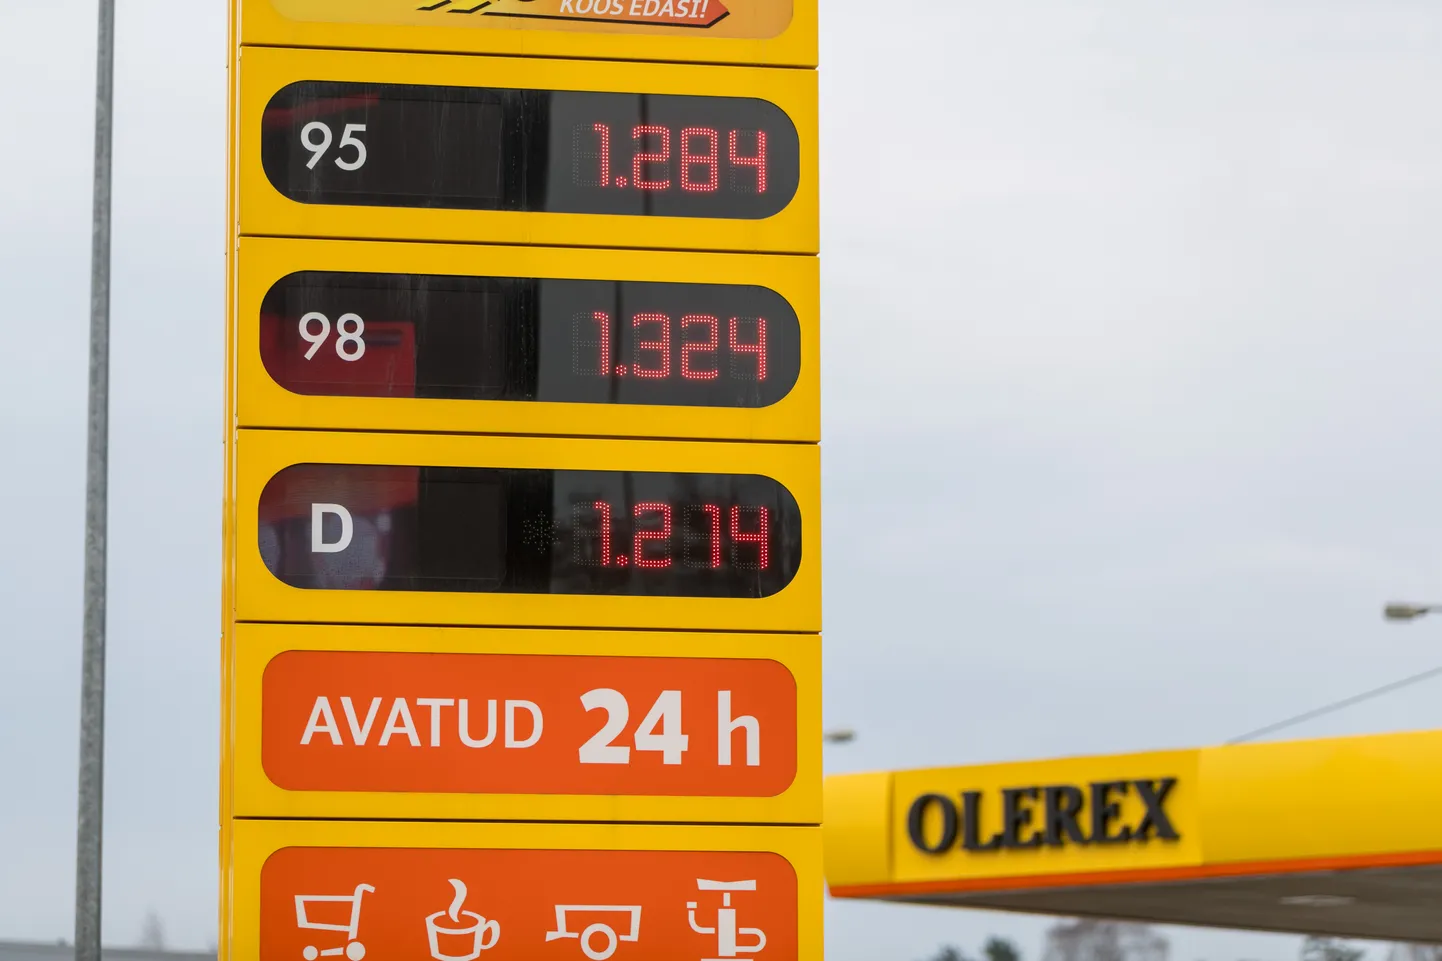 KOOS EDASI!
95 1.284
98 1.324
D 1.214
AVATUD 24 h
OLEREX